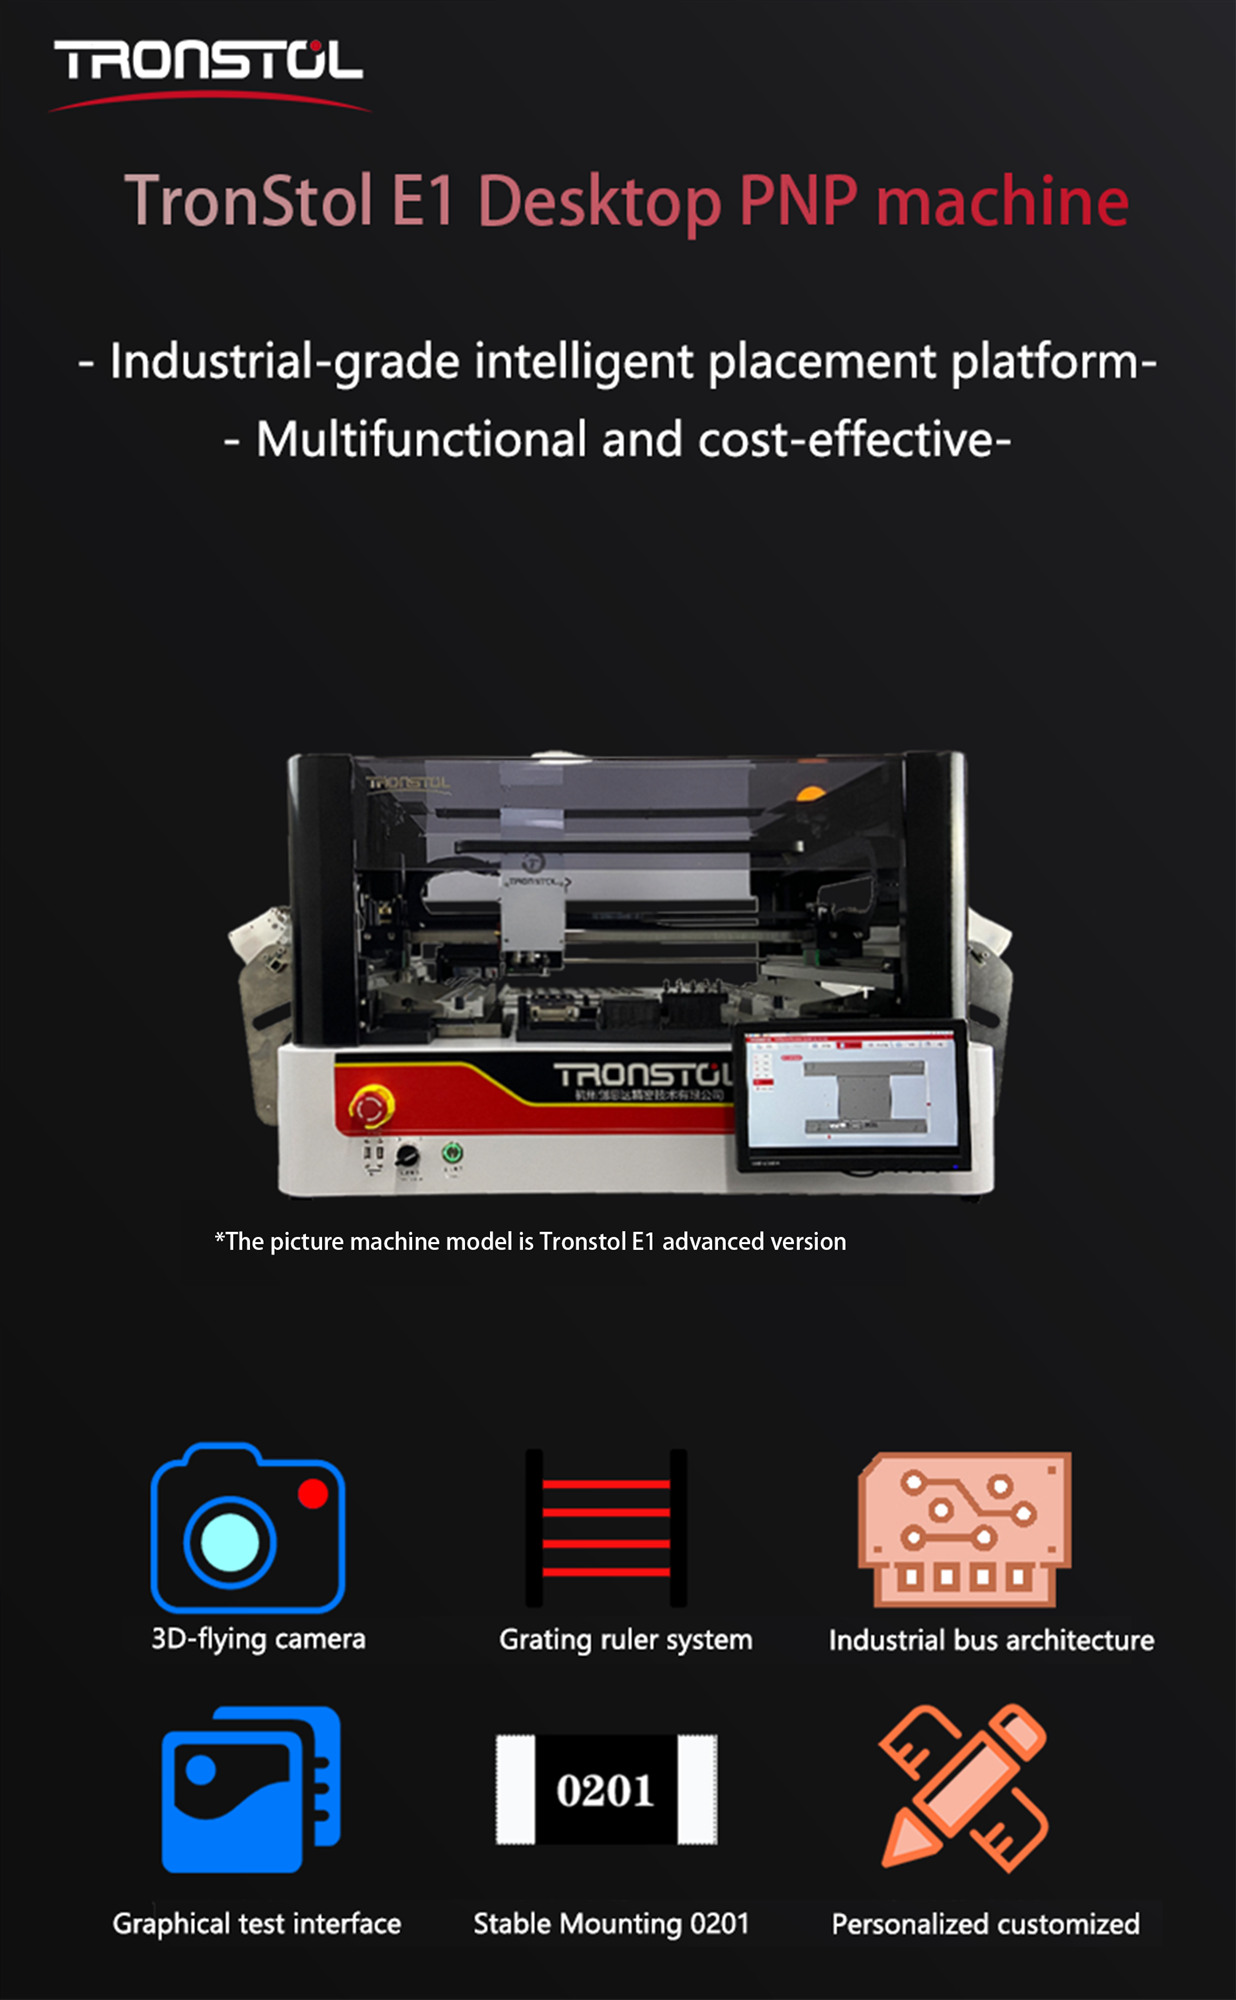 TRONSTOL
TronStol E1 Desktop PNP machine
- Industrial-grade intelligent placement platform-
- Multifunctional and cost-effective-
TRONSTOL
TRONSTOL
TRONSTOL
*The picture machine model is Tronstol E1 advanced version
3D-flying camera
Grating ruler system
Industrial bus architecture
0201
Graphical test interface
Stable Mounting 0201
Personalized customized